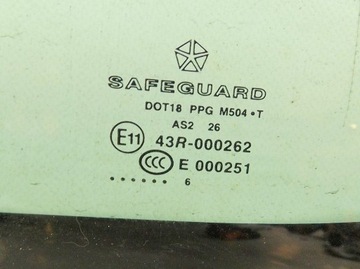 SAFEGUARD
DOT18 PPG M504•T
AS2 26
E11 43R-000262
CCC E 000251
...... 6